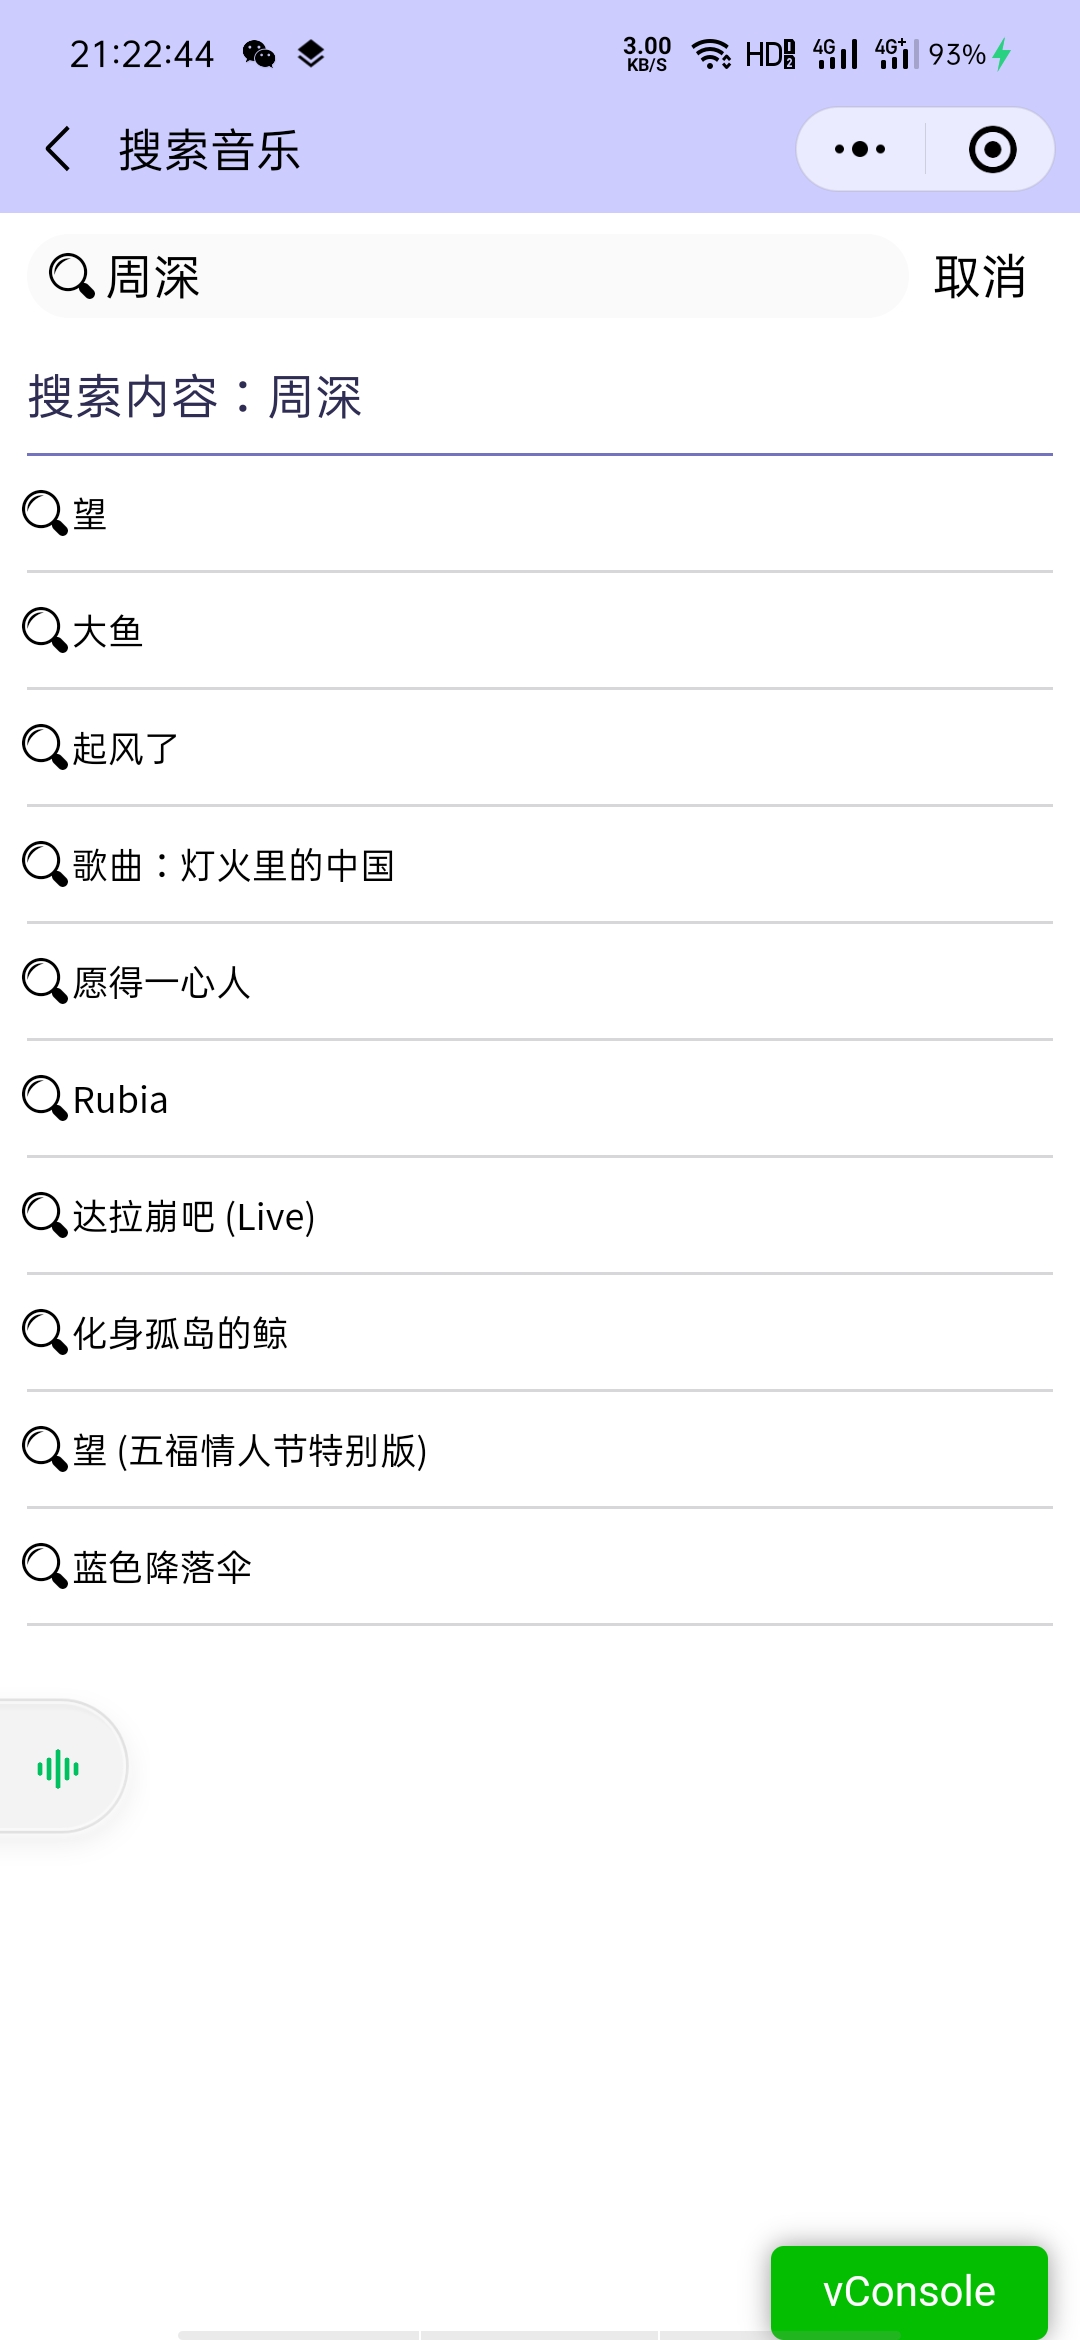 21:22:44
3.00
KB/S
HD 1 2
4G
4G+
93%
搜索音乐
周深
取消
搜索内容：周深
望
大鱼
起风了
歌曲：灯火里的中国
愿得一心人
Rubia
达拉崩吧 (Live)
化身孤岛的鲸
望 (五福情人节特别版)
蓝色降落伞
vConsole